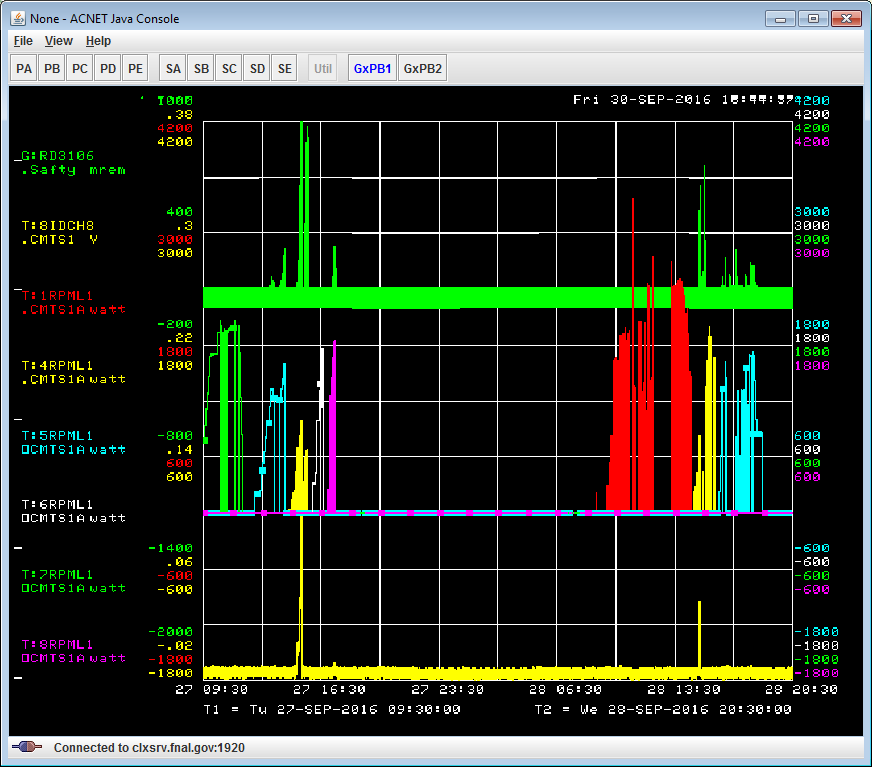 None - ACNET Java Console
File View Help
PA PB PC PD PE SA SB SC SD SE Util GxPB1 GxPB2
Fri 30-SEP-2016
1000 4200
.38 4200
4200 4200
4200 4200
G:RD3106
.Safty mrem
400 3000
.3 3000
3000 3000
3000 3000
T:8IDCH8
.CMTS1 V
T:1RPML1
.CMTS1A watt
-200 1800
.22 1800
1800 1800
1800 1800
T:4RPML1
.CMTS1A watt
-800 600
.14 600
600 600
600 600
T:5RPML1
CMTS1A watt
T:6RPML1
CMTS1A watt
-1400 -600
.06 -600
-600 -600
-600 -600
T:7RPML1
CMTS1A watt
-2000 -1800
-.02 -1800
-1800 -1800
-1800 -1800
T:8RPML1
CMTS1A watt
27 09:30 27 16:30 27 23:30 28 06:30 28 13:30 28 20:30
T1 = Tu 27-SEP-2016 09:30:00 T2 = We 28-SEP-2016 20:30:00
Connected to clxsrv.fnal.gov:1920